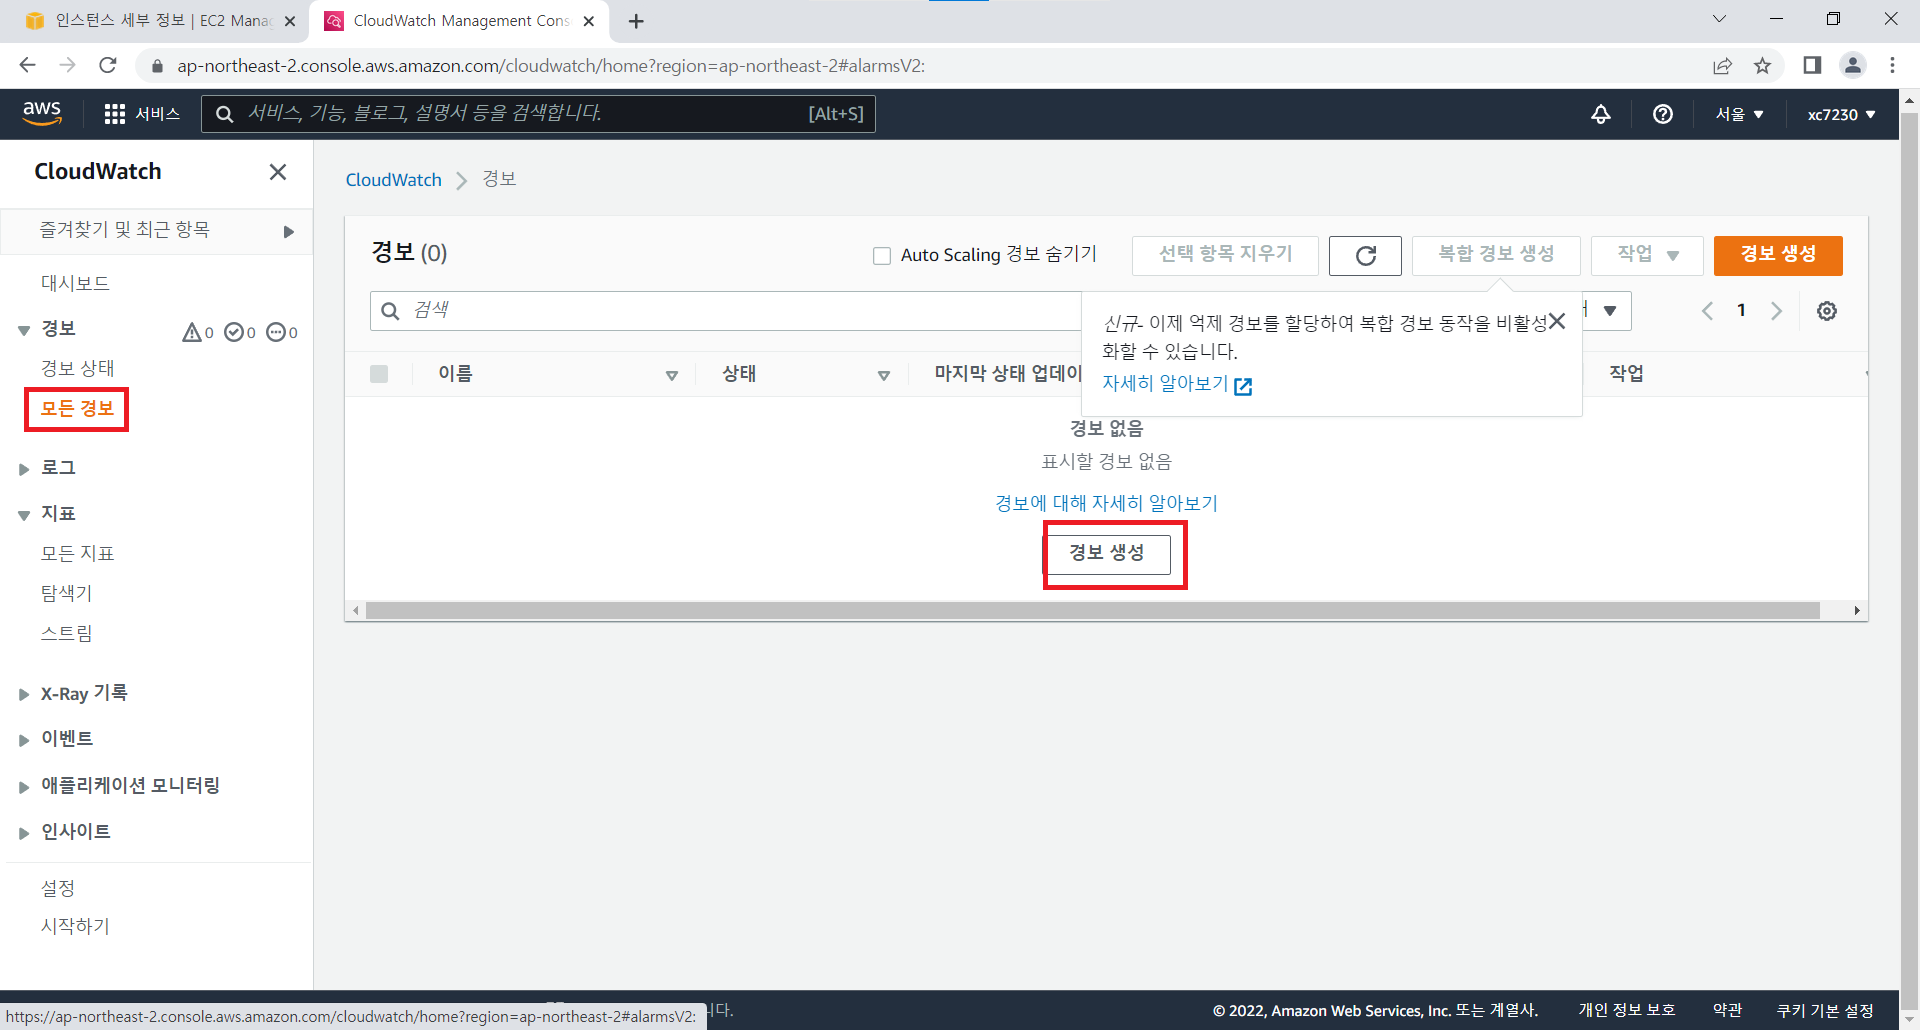 인스턴스 세부 정보 | EC2 Mana
CloudWatch Management Cons
ap-northeast-2.console.aws.amazon.com/cloudwatch/home?region=ap-northeast-2#alarmsV2:
aws
서비스
서비스, 기능, 블로그, 설명서 등을 검색합니다.
[Alt+S]
서울
xc7230
CloudWatch
즐겨찾기 및 최근 항목
대시보드
경보
0
0
0
경보 상태
모든 경보
로그
지표
모든 지표
탐색기
스트림
X-Ray 기록
이벤트
애플리케이션 모니터링
인사이트
설정
시작하기
CloudWatch
경보
경보 (0)
Auto Scaling 경보 숨기기
선택 항목 지우기
복합 경보 생성
작업
경보 생성
검색
1
신규- 이제 억제 경보를 할당하여 복합 경보 동작을 비활성
화할 수 있습니다.
자세히 알아보기
이름
상태
마지막 상태 업데이
작업
경보 없음
표시할 경보 없음
경보에 대해 자세히 알아보기
경보 생성
https://ap-northeast-2.console.aws.amazon.com/cloudwatch/home?region=ap-northeast-2#alarmsV2:
니다.
© 2022, Amazon Web Services, Inc. 또는 계열사.
개인 정보 보호
약관
쿠키 기본 설정